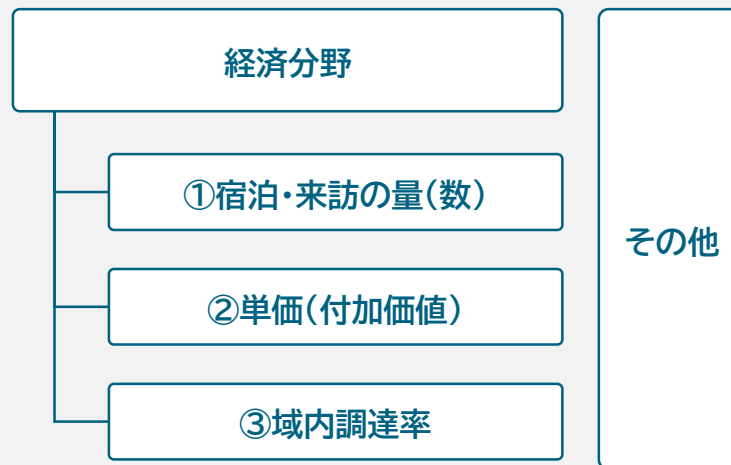 経済分野
①宿泊・来訪の量(数)
②単価(付加価値)
③域内調達率
その他